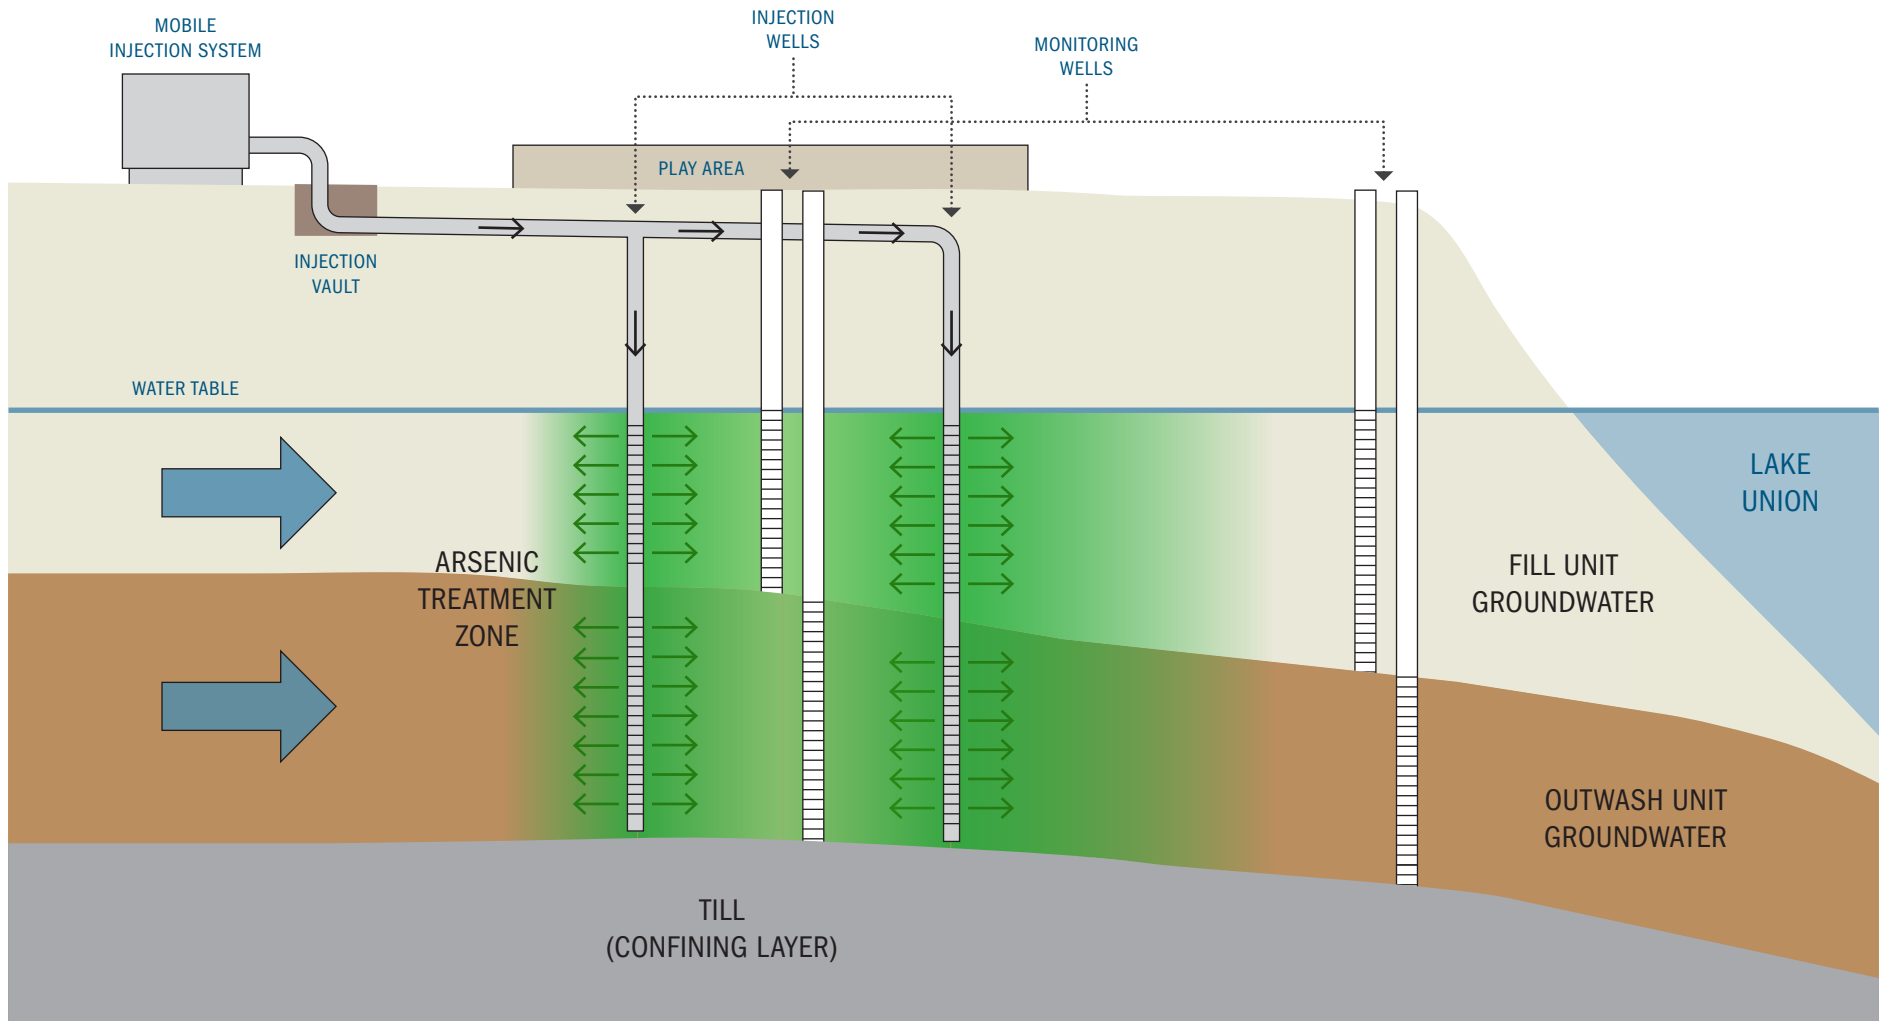 MOBILE
INJECTION SYSTEM
INJECTION
WELLS
MONITORING
WELLS
PLAY AREA
INJECTION
VAULT
WATER TABLE
LAKE
UNION
ARSENIC
TREATMENT
ZONE
FILL UNIT
GROUNDWATER
OUTWASH UNIT
GROUNDWATER
TILL
(CONFINING LAYER)